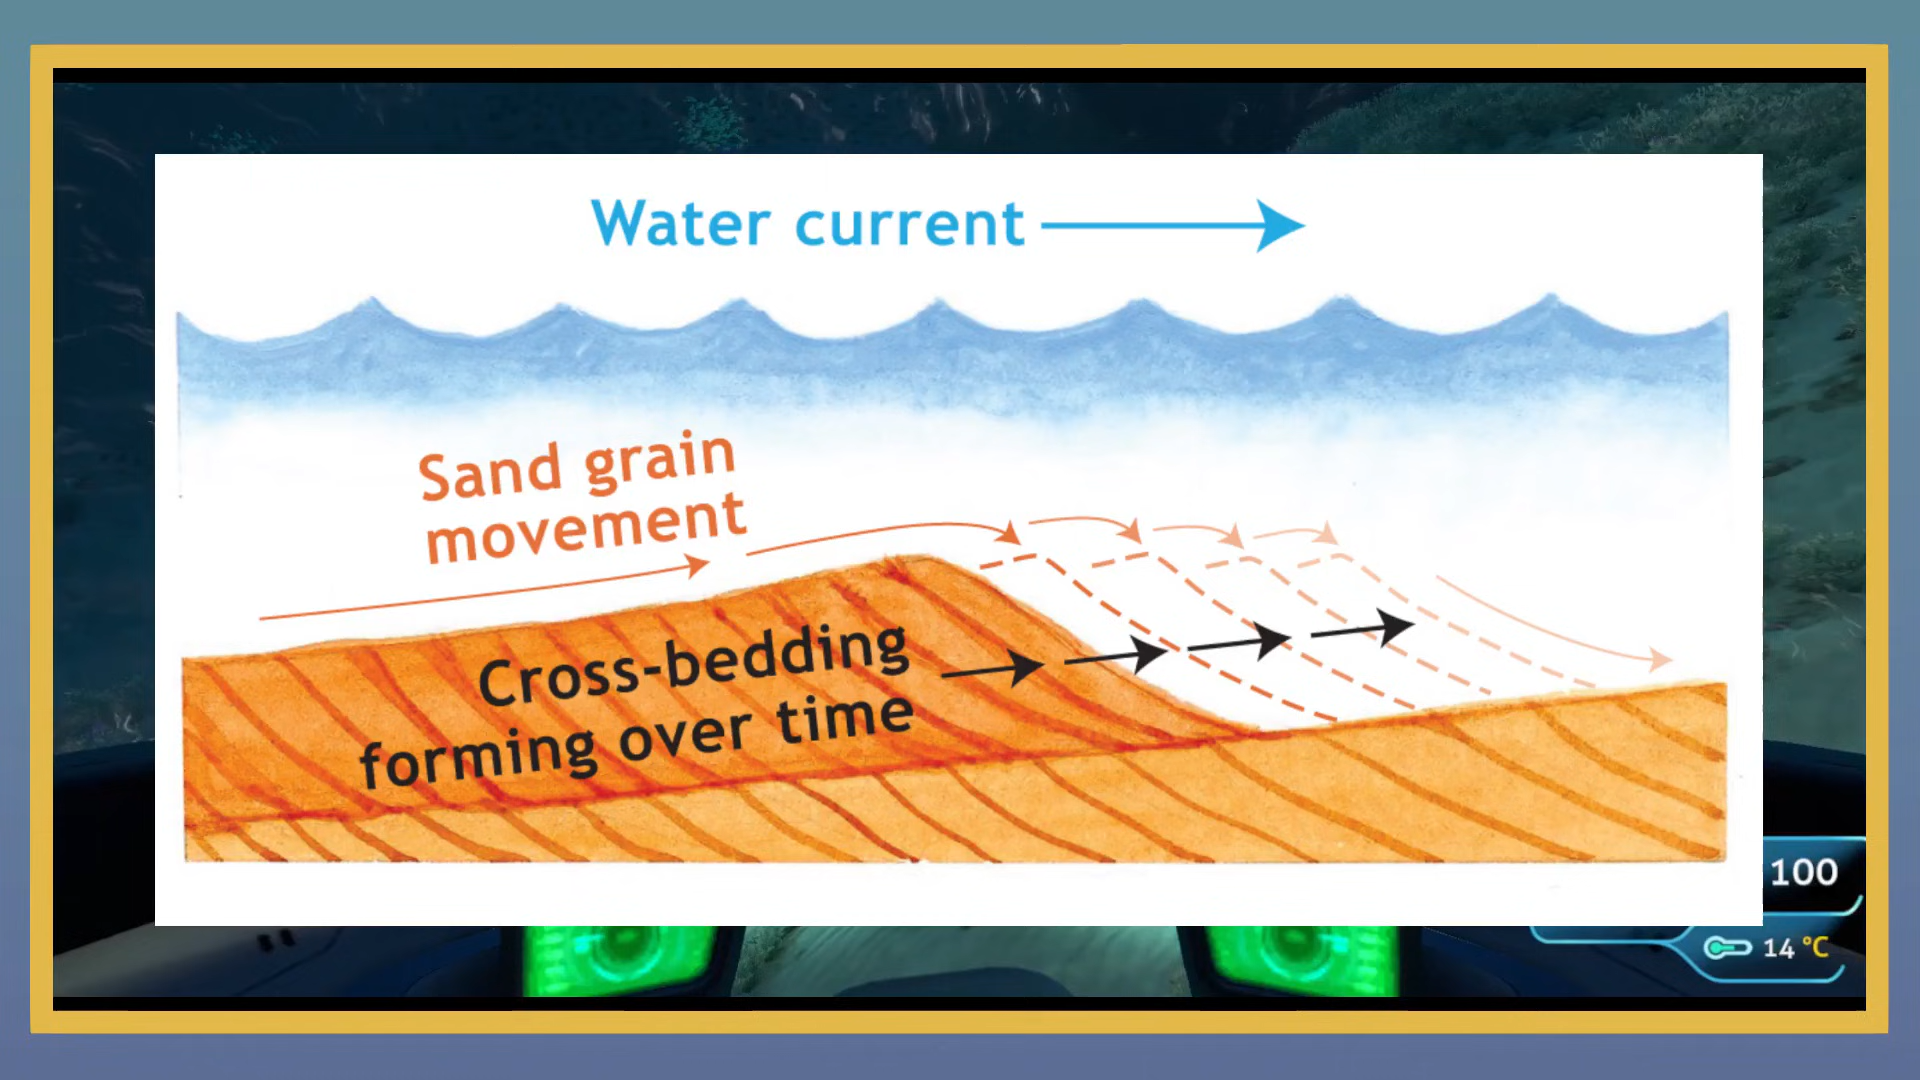 Water current
Sand grain
movement
Cross-bedding
forming over time
100
14 °C